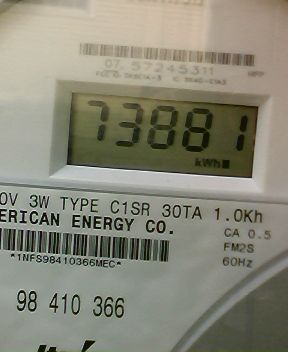 07. 57245311
73881
kWh
0V 3W TYPE C1SR 30TA 1.0Kh
ERICAN ENERGY CO.
CA 0.5
FM2S
*1NFS98410366MEC*
60Hz
98 410 366